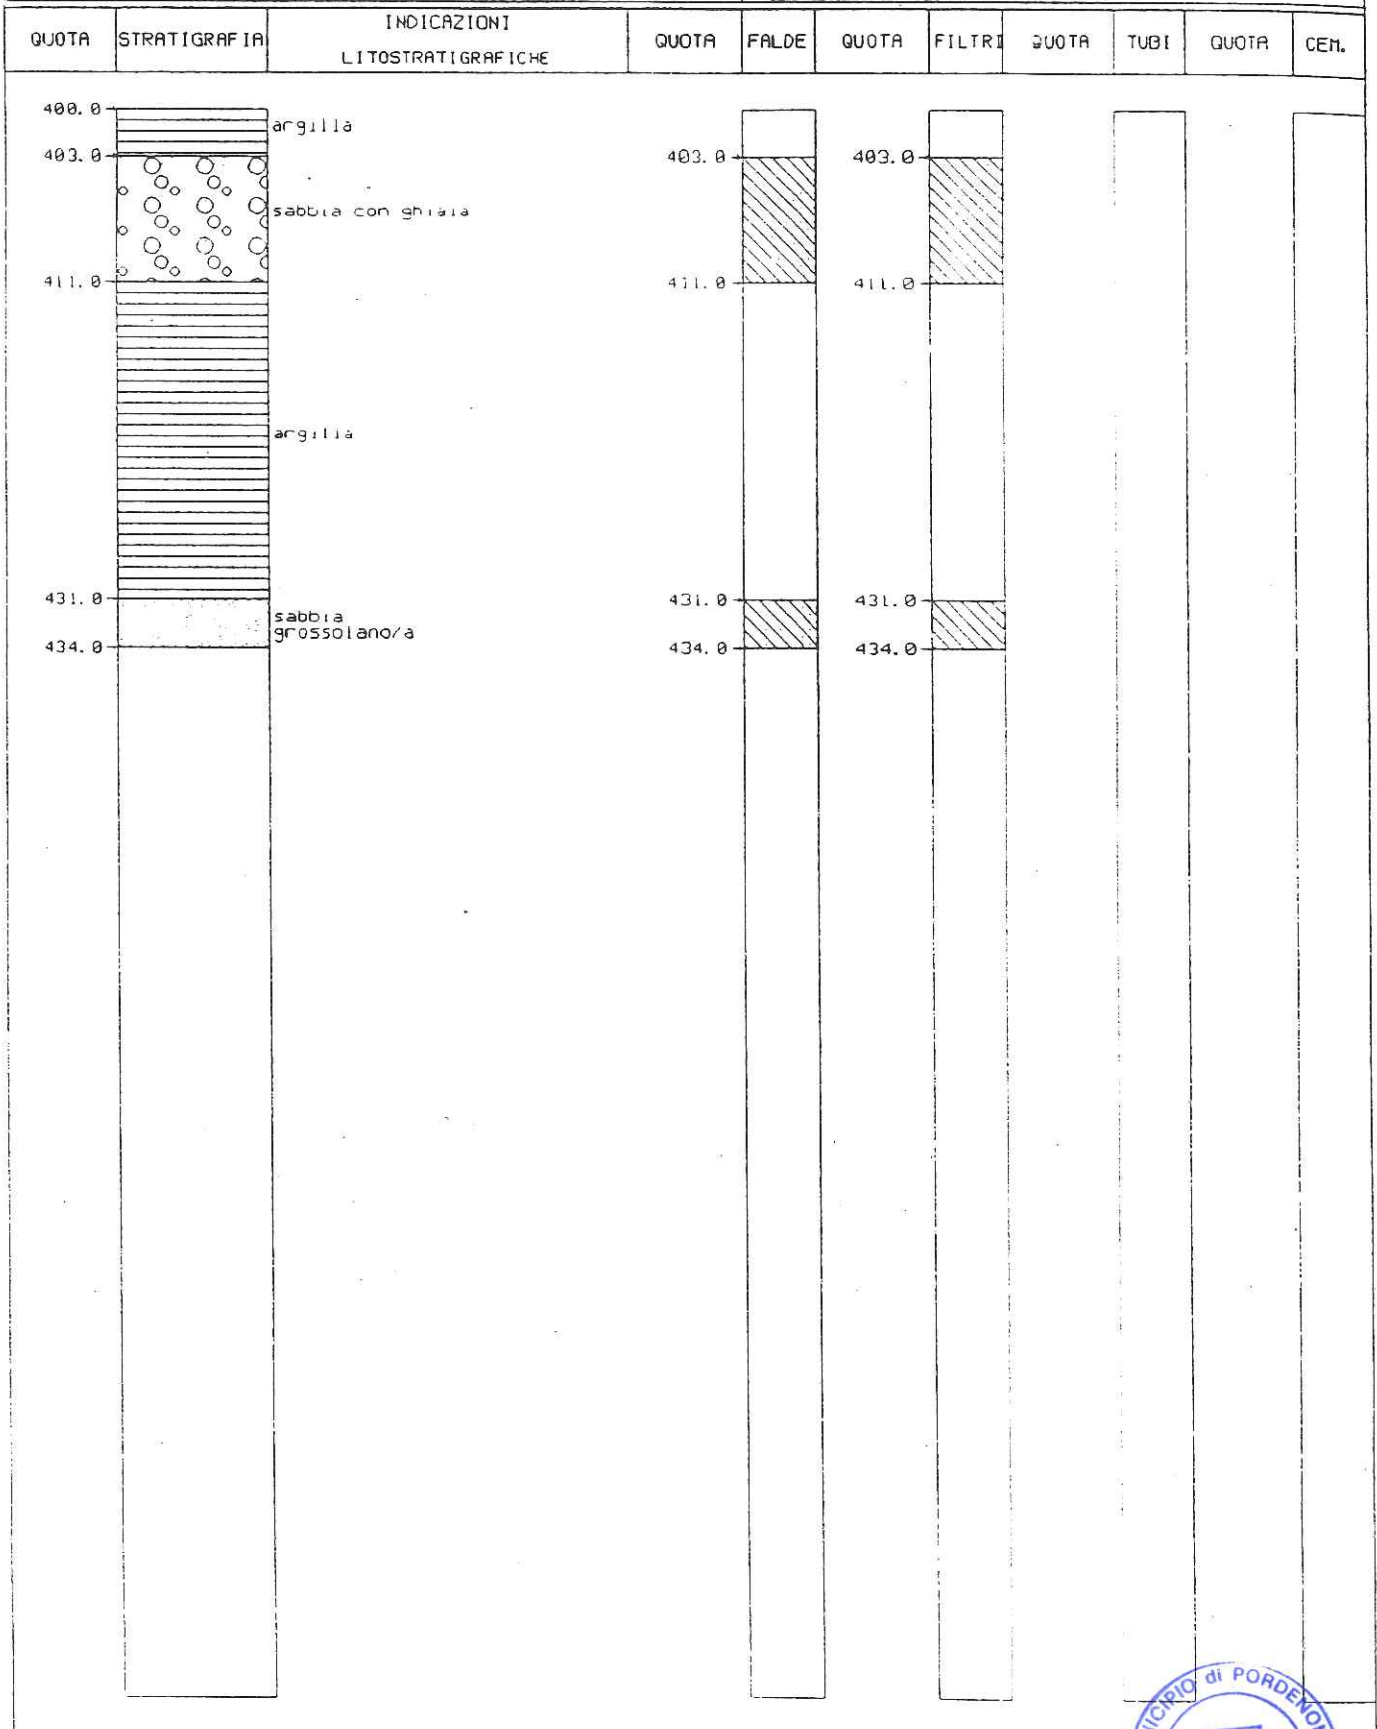 INDICAZIONI
QUOTA STRATIGRAFIA QUOTA FALDE QUOTA FILTRI QUOTA TUBI QUOTA CEM.
LITOSTRATIGRAFICHE
400.0
argilla
403.0 403.0 403.0
sabbia con ghiaia
411.0 411.0 411.0
argilla
431.0 431.0 431.0
sabbia
grossolano/a
434.0 434.0 434.0
di